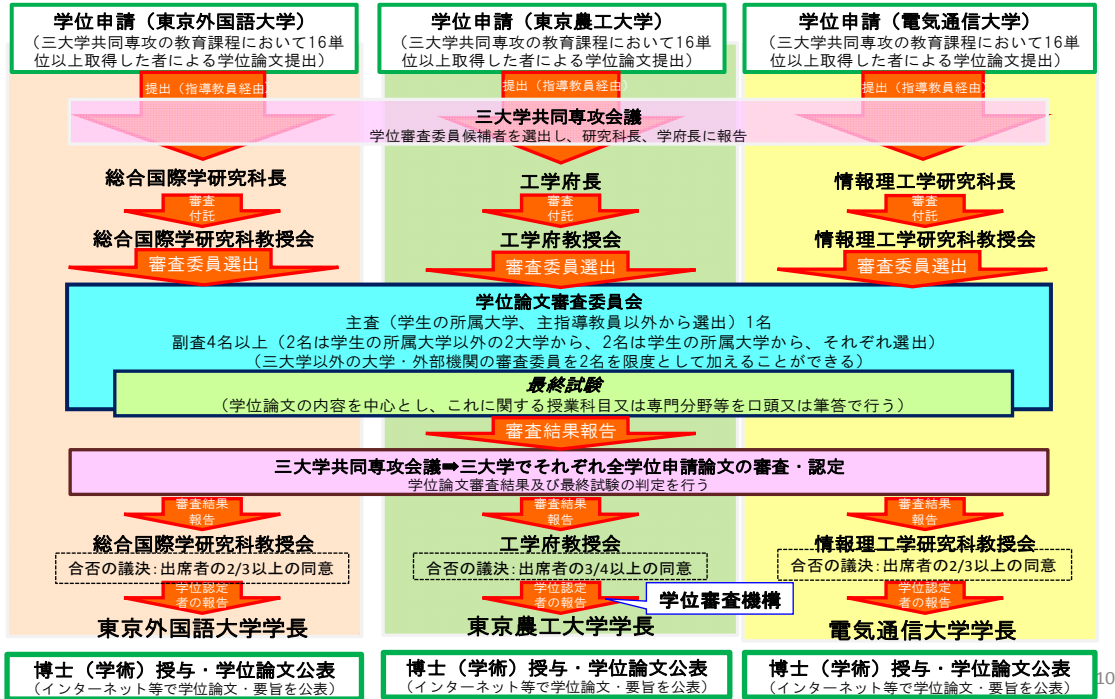 学位申請（東京外国語大学）
（三大学共同専攻の教育課程において16単
位以上取得した者による学位論文提出）
学位申請（東京農工大学）
（三大学共同専攻の教育課程において16単
位以上取得した者による学位論文提出）
学位申請（電気通信大学）
（三大学共同専攻の教育課程において16単
位以上取得した者による学位論文提出）
提出（指導教員経由）
提出（指導教員経由）
提出（指導教員経由）
三大学共同専攻会議
学位審査委員候補者を選出し、研究科長、学府長に報告
総合国際学研究科長
工学府長
情報理工学研究科長
審査
付託
審査
付託
審査
付託
総合国際学研究科教授会
工学府教授会
情報理工学研究科教授会
審査委員選出
審査委員選出
審査委員選出
学位論文審査委員会
主査（学生の所属大学、主指導教員以外から選出）1名
副査4名以上（2名は学生の所属大学以外の2大学から、2名は学生の所属大学から、それぞれ選出）
（三大学以外の大学・外部機関の審査委員を2名を限度として加えることができる）
最終試験
（学位論文の内容を中心とし、これに関する授業科目又は専門分野等を口頭又は筆答で行う）
審査結果報告
三大学共同専攻会議➡三大学でそれぞれ全学位申請論文の審査・認定
学位論文審査結果及び最終試験の判定を行う
審査結果
報告
審査結果
報告
審査結果
報告
総合国際学研究科教授会
工学府教授会
情報理工学研究科教授会
合否の議決：出席者の2/3以上の同意
合否の議決：出席者の3/4以上の同意
合否の議決：出席者の2/3以上の同意
学位認定
者の報告
学位認定
者の報告
学位認定
者の報告
学位審査機構
東京外国語大学学長
東京農工大学学長
電気通信大学学長
博士（学術）授与・学位論文公表
（インターネット等で学位論文・要旨を公表）
博士（学術）授与・学位論文公表
（インターネット等で学位論文・要旨を公表）
博士（学術）授与・学位論文公表
（インターネット等で学位論文・要旨を公表）
10